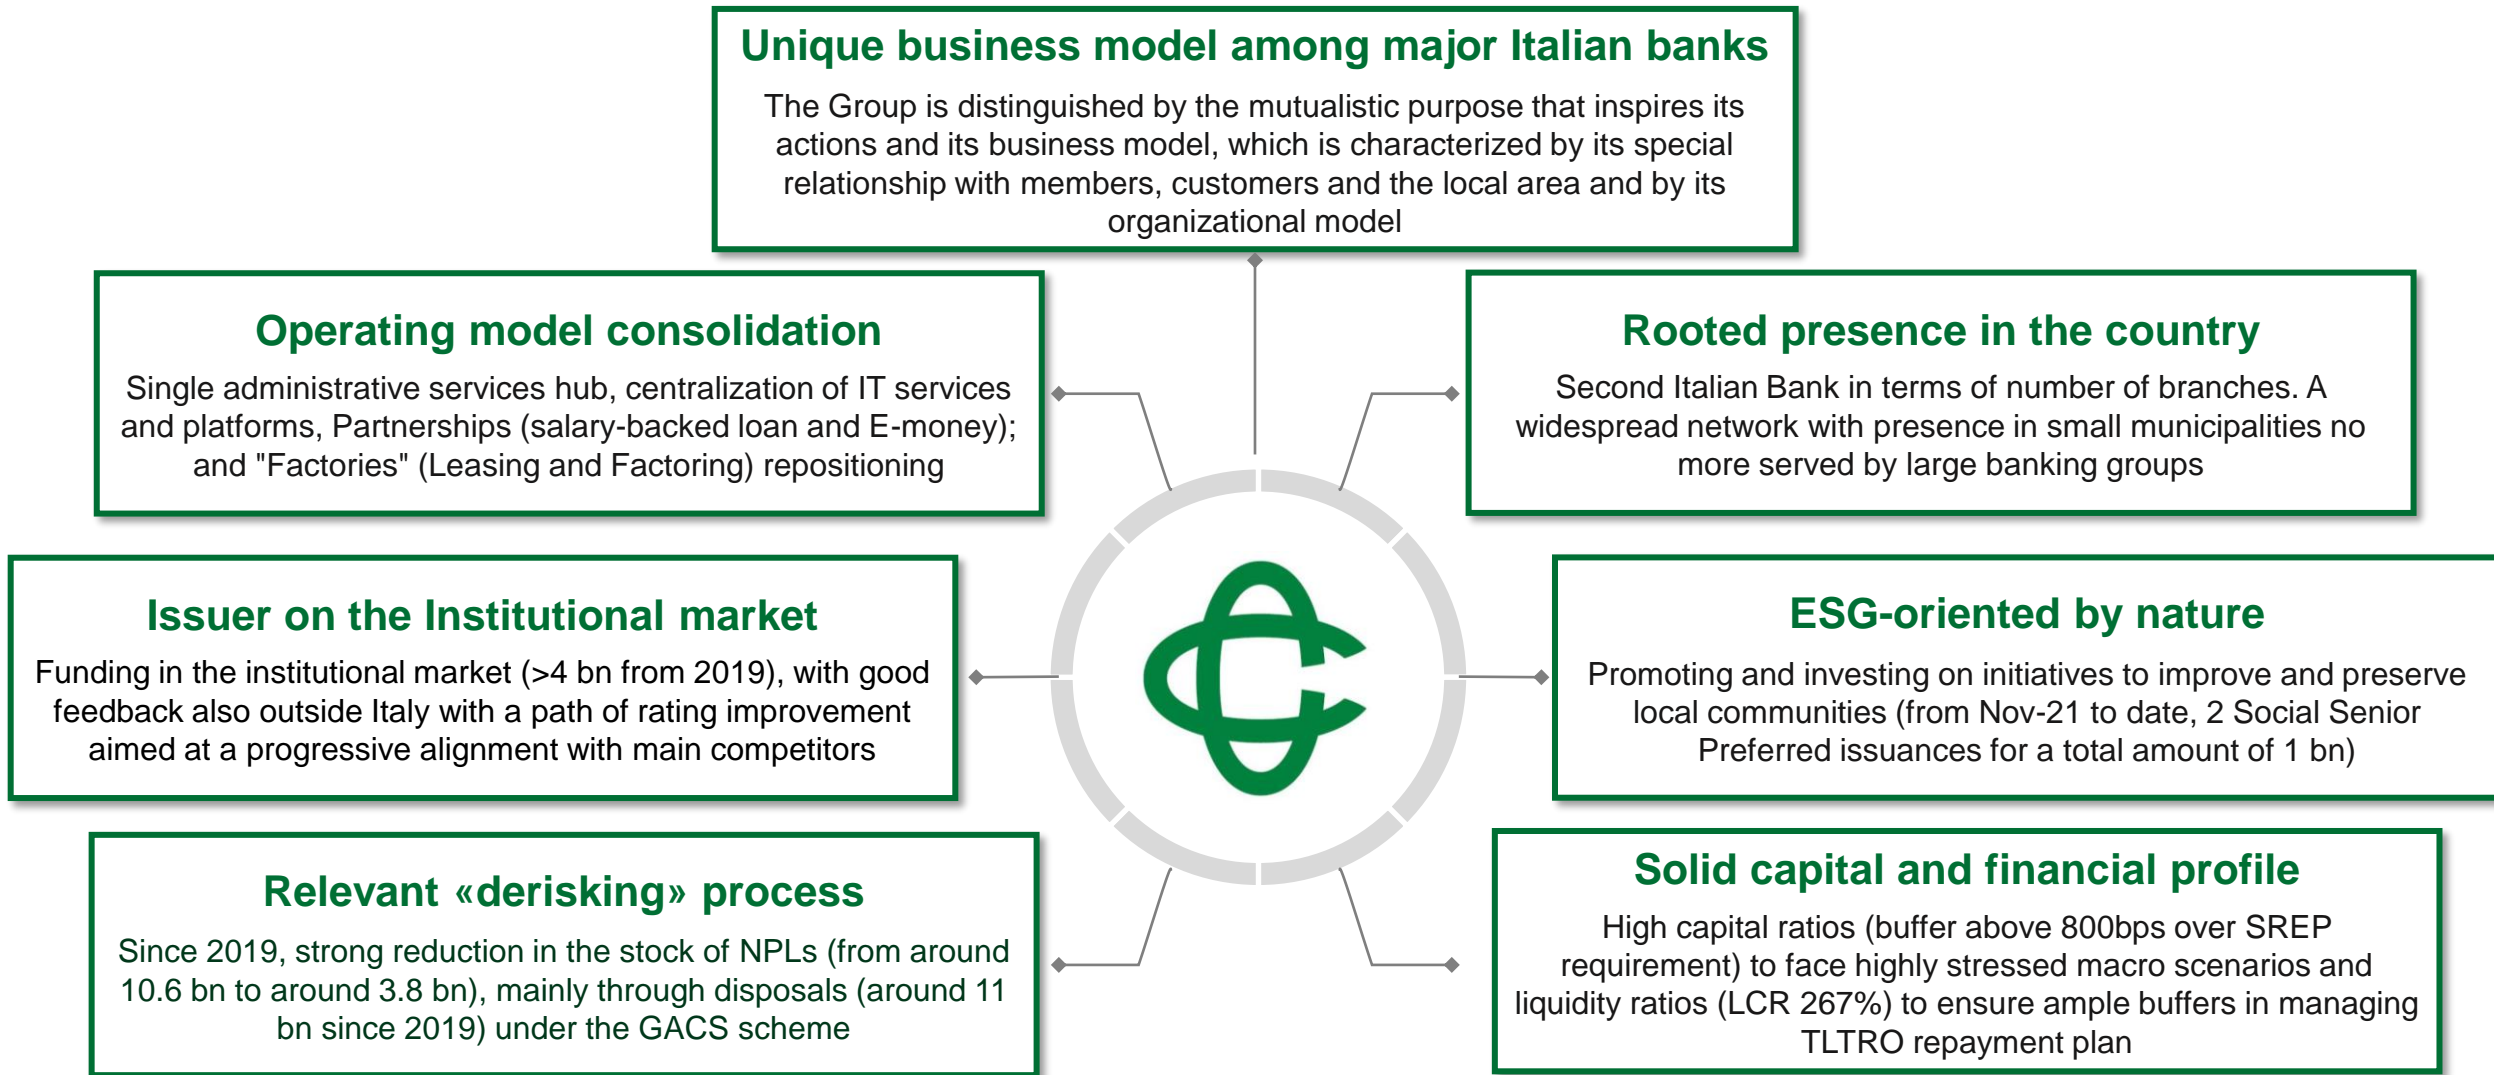 Unique business model among major Italian banks
The Group is distinguished by the mutualistic purpose that inspires its
actions and its business model, which is characterized by its special
relationship with members, customers and the local area and by its
organizational model
Operating model consolidation
Single administrative services hub, centralization of IT services
and platforms, Partnerships (salary-backed loan and E-money);
and "Factories" (Leasing and Factoring) repositioning
Rooted presence in the country
Second Italian Bank in terms of number of branches. A
widespread network with presence in small municipalities no
more served by large banking groups
Issuer on the Institutional market
Funding in the institutional market (>4 bn from 2019), with good
feedback also outside Italy with a path of rating improvement
aimed at a progressive alignment with main competitors
ESG-oriented by nature
Promoting and investing on initiatives to improve and preserve
local communities (from Nov-21 to date, 2 Social Senior
Preferred issuances for a total amount of 1 bn)
Relevant «derisking» process
Since 2019, strong reduction in the stock of NPLs (from around
10.6 bn to around 3.8 bn), mainly through disposals (around 11
bn since 2019) under the GACS scheme
Solid capital and financial profile
High capital ratios (buffer above 800bps over SREP
requirement) to face highly stressed macro scenarios and
liquidity ratios (LCR 267%) to ensure ample buffers in managing
TLTRO repayment plan